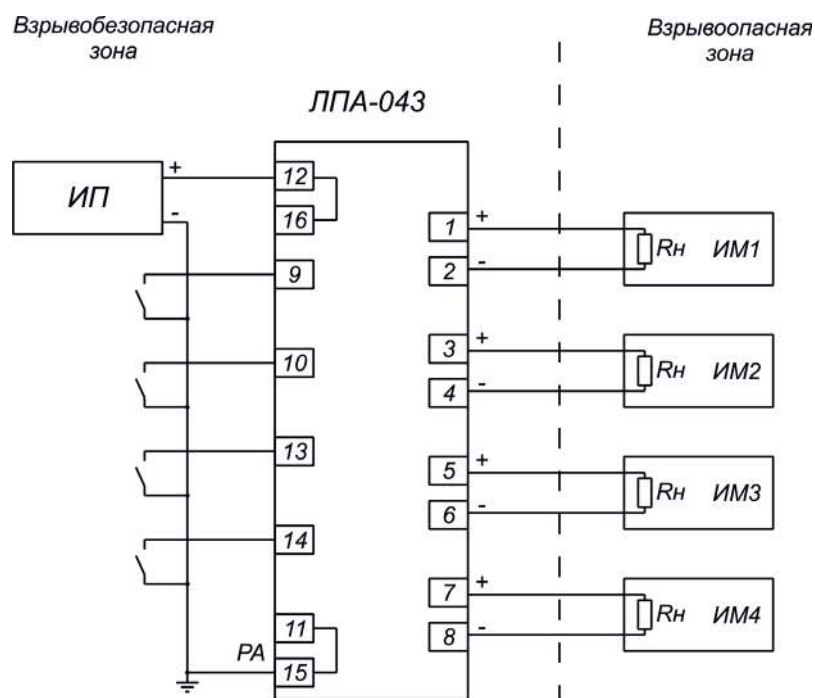 Взрывобезопасная
зона
Взрывоопасная
зона
ЛПА-043
ИП
+
-
12
16
9
10
13
14
11
РА
15
1
+
2
-
Rн
ИМ1
3
+
4
-
Rн
ИМ2
5
+
6
-
Rн
ИМ3
7
+
8
-
Rн
ИМ4